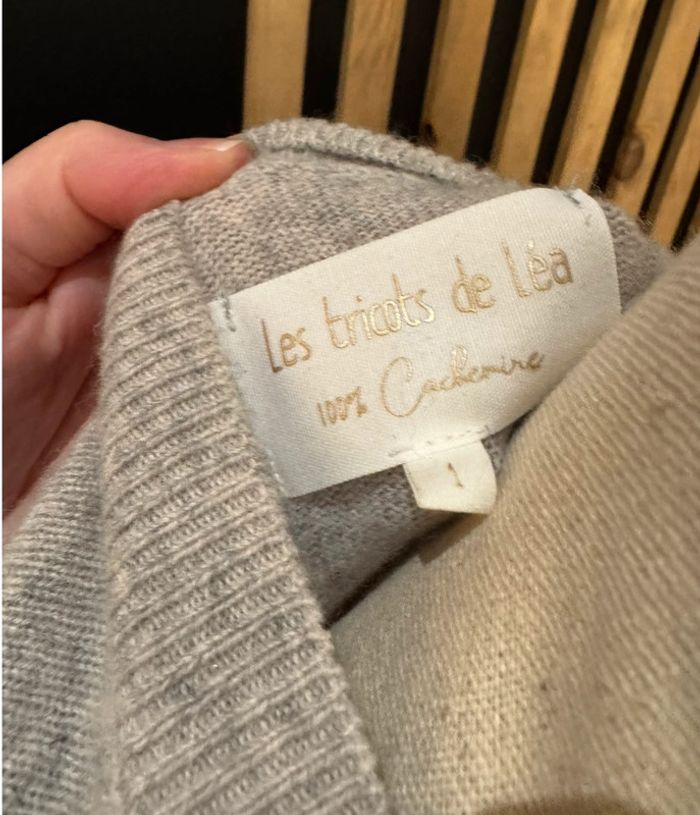 Les tricots de Léa
100% Cachemire
1